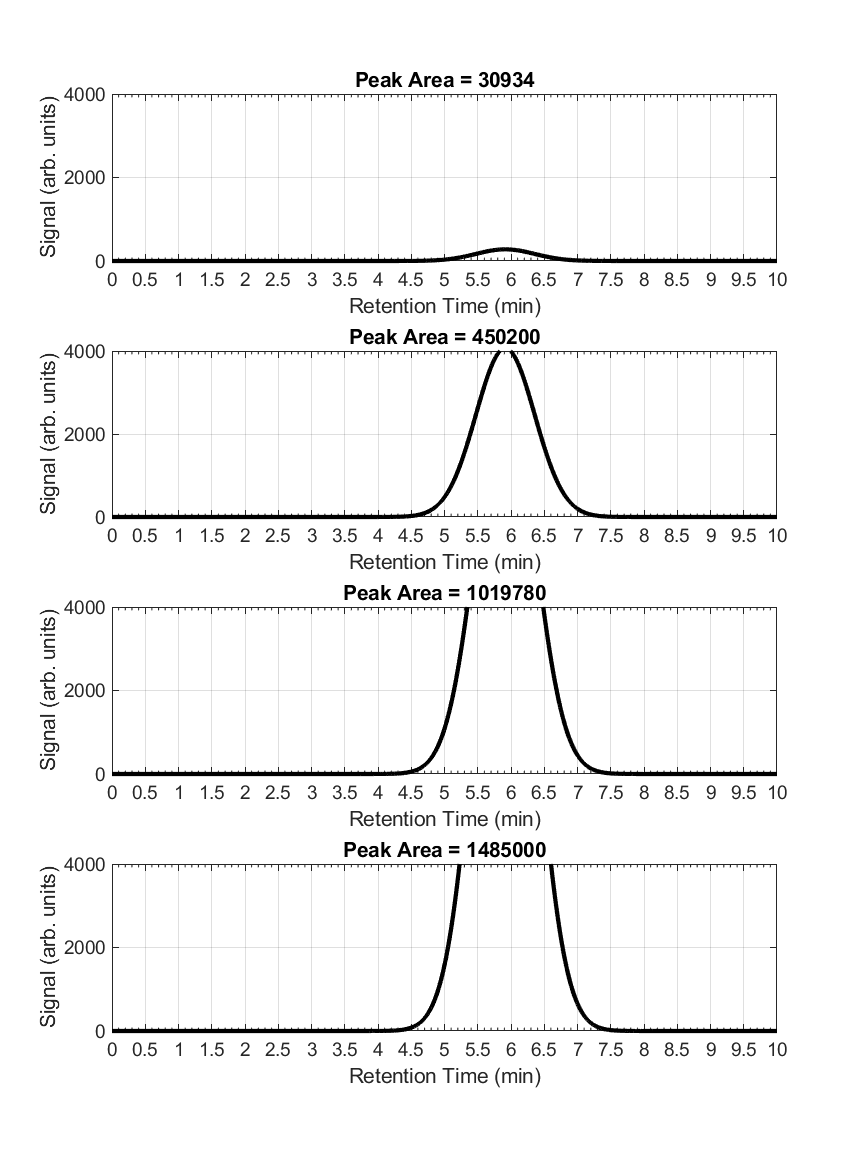 Peak Area = 30934
4000
2000
0
Signal (arb. units)
0 0.5 1 1.5 2 2.5 3 3.5 4 4.5 5 5.5 6 6.5 7 7.5 8 8.5 9 9.5 10
Retention Time (min)
Peak Area = 450200
4000
2000
0
Signal (arb. units)
0 0.5 1 1.5 2 2.5 3 3.5 4 4.5 5 5.5 6 6.5 7 7.5 8 8.5 9 9.5 10
Retention Time (min)
Peak Area = 1019780
4000
2000
0
Signal (arb. units)
0 0.5 1 1.5 2 2.5 3 3.5 4 4.5 5 5.5 6 6.5 7 7.5 8 8.5 9 9.5 10
Retention Time (min)
Peak Area = 1485000
4000
2000
0
Signal (arb. units)
0 0.5 1 1.5 2 2.5 3 3.5 4 4.5 5 5.5 6 6.5 7 7.5 8 8.5 9 9.5 10
Retention Time (min)